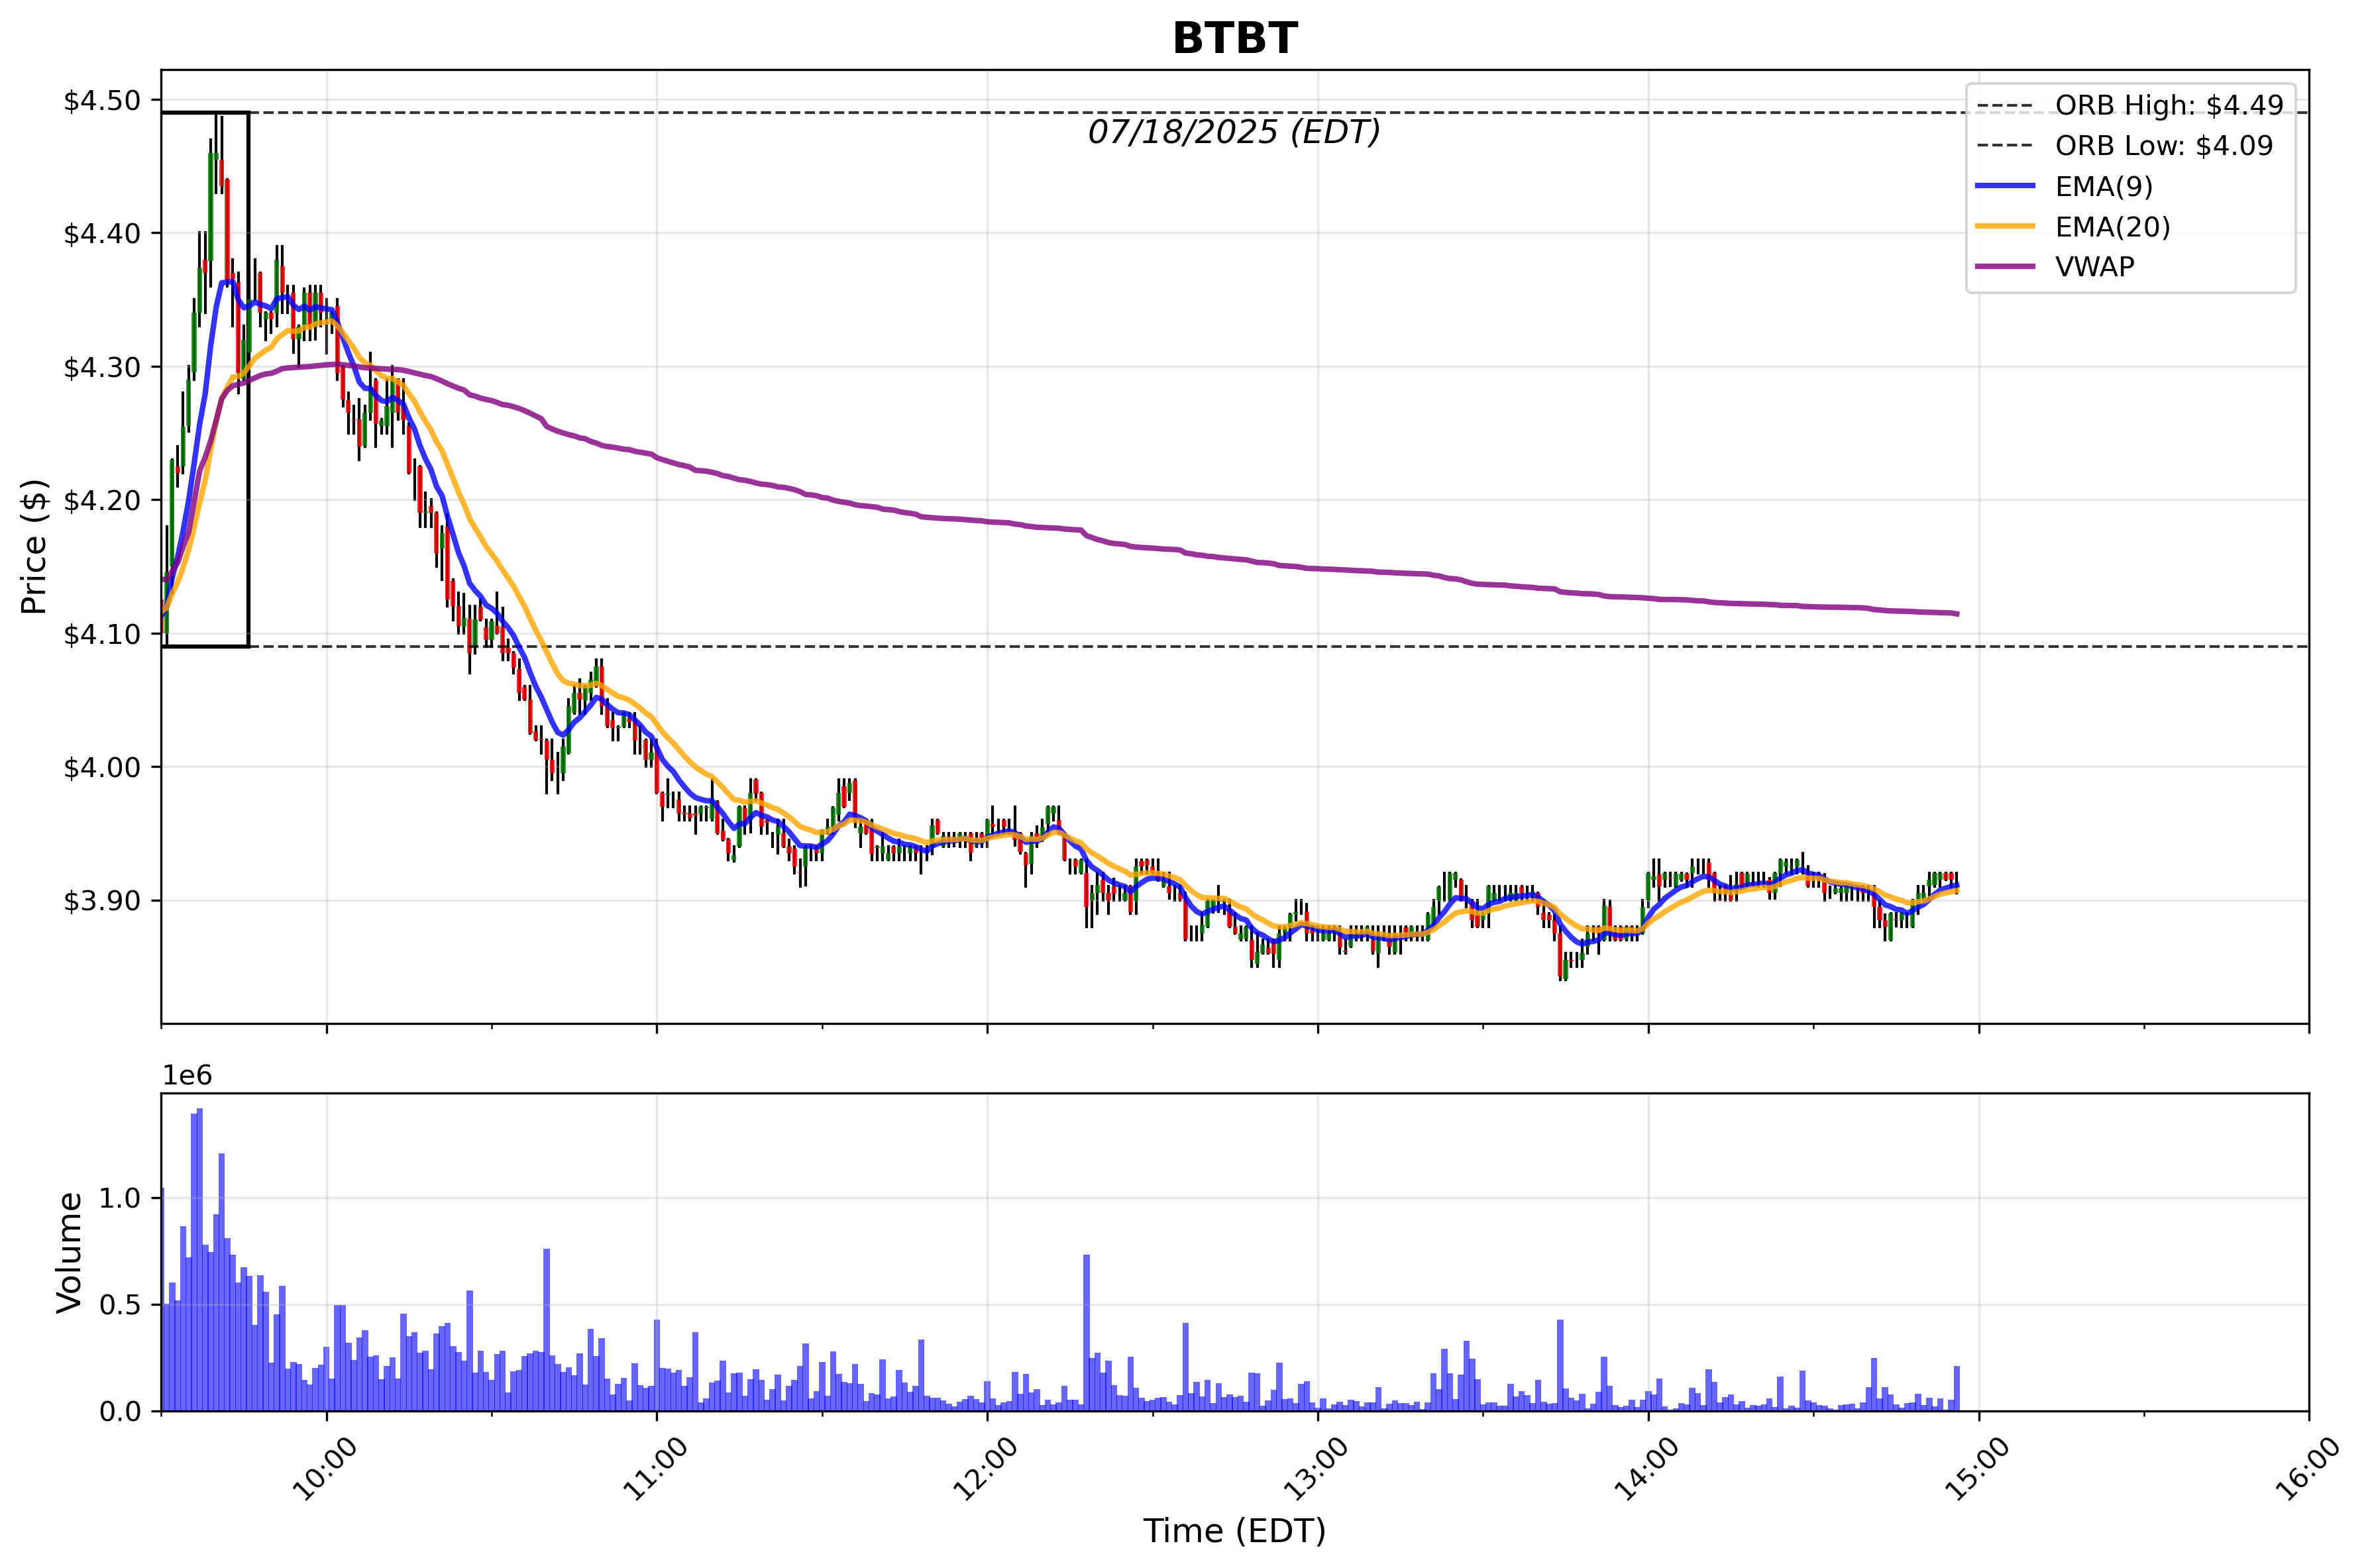 BTBT
07/18/2025 (EDT)
ORB High: $4.49
ORB Low: $4.09
EMA(9)
EMA(20)
VWAP
Price ($)
$4.50
$4.40
$4.30
$4.20
$4.10
$4.00
$3.90
1e6
Volume
1.0
0.5
0.0
10:00
11:00
12:00
13:00
14:00
15:00
16:00
Time (EDT)